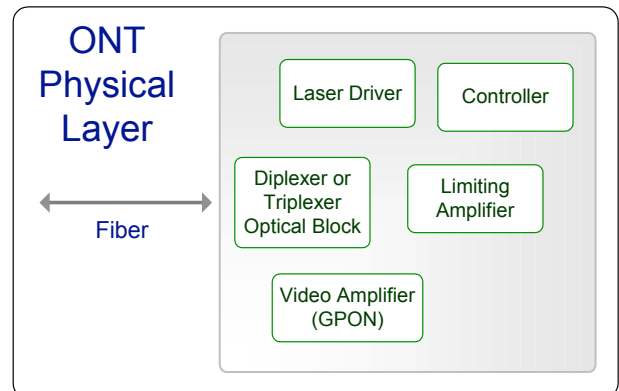 ONT
Physical
Layer
Fiber
Laser Driver
Controller
Diplexer or
Triplexer
Optical Block
Limiting
Amplifier
Video Amplifier
(GPON)